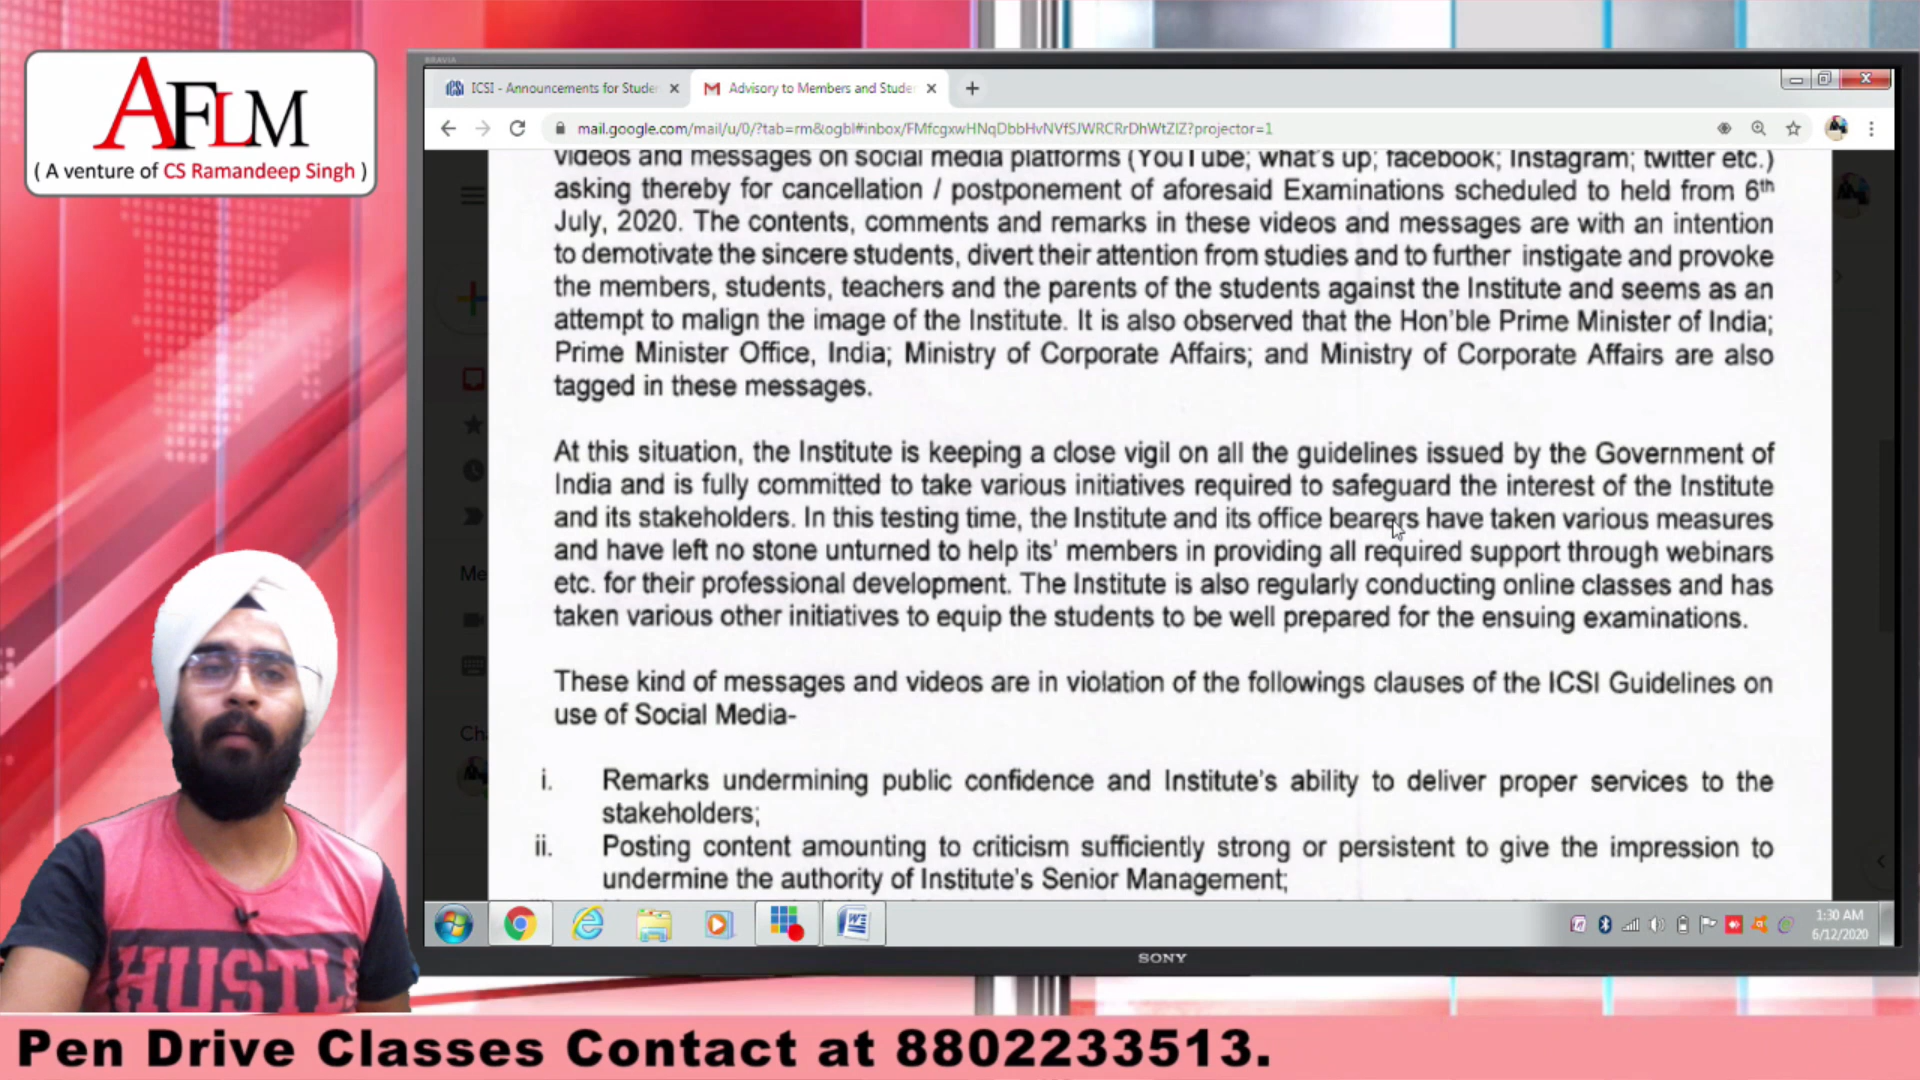 AFLM
( A venture of CS Ramandeep Singh )
BRAVIA
ICSI - Announcements for Studer
Advisory to Members and Studer
mail.google.com/mail/u/0/?tab=rm&ogbl#inbox/FMfcgxwHNqDbbHvNVfSJWRCRrDhWtZlZ?projector=1
videos and messages on social media platforms (YouTube; what's up; facebook; Instagram; twitter etc.)
asking thereby for cancellation / postponement of aforesaid Examinations scheduled to held from 6th
July, 2020. The contents, comments and remarks in these videos and messages are with an intention
to demotivate the sincere students, divert their attention from studies and to further instigate and provoke
the members, students, teachers and the parents of the students against the Institute and seems as an
attempt to malign the image of the Institute. It is also observed that the Hon'ble Prime Minister of India;
Prime Minister Office, India; Ministry of Corporate Affairs; and Ministry of Corporate Affairs are also
tagged in these messages.
At this situation, the Institute is keeping a close vigil on all the guidelines issued by the Government of
India and is fully committed to take various initiatives required to safeguard the interest of the Institute
and its stakeholders. In this testing time, the Institute and its office bearers have taken various measures
and have left no stone unturned to help its' members in providing all required support through webinars
etc. for their professional development. The Institute is also regularly conducting online classes and has
taken various other initiatives to equip the students to be well prepared for the ensuing examinations.
Me
These kind of messages and videos are in violation of the followings clauses of the ICSI Guidelines on
use of Social Media-
Ch
i. Remarks undermining public confidence and Institute's ability to deliver proper services to the
stakeholders;
ii. Posting content amounting to criticism sufficiently strong or persistent to give the impression to
undermine the authority of Institute's Senior Management;
1:30 AM
6/12/2020
SONY
HUSTL
Pen Drive Classes Contact at 8802233513.